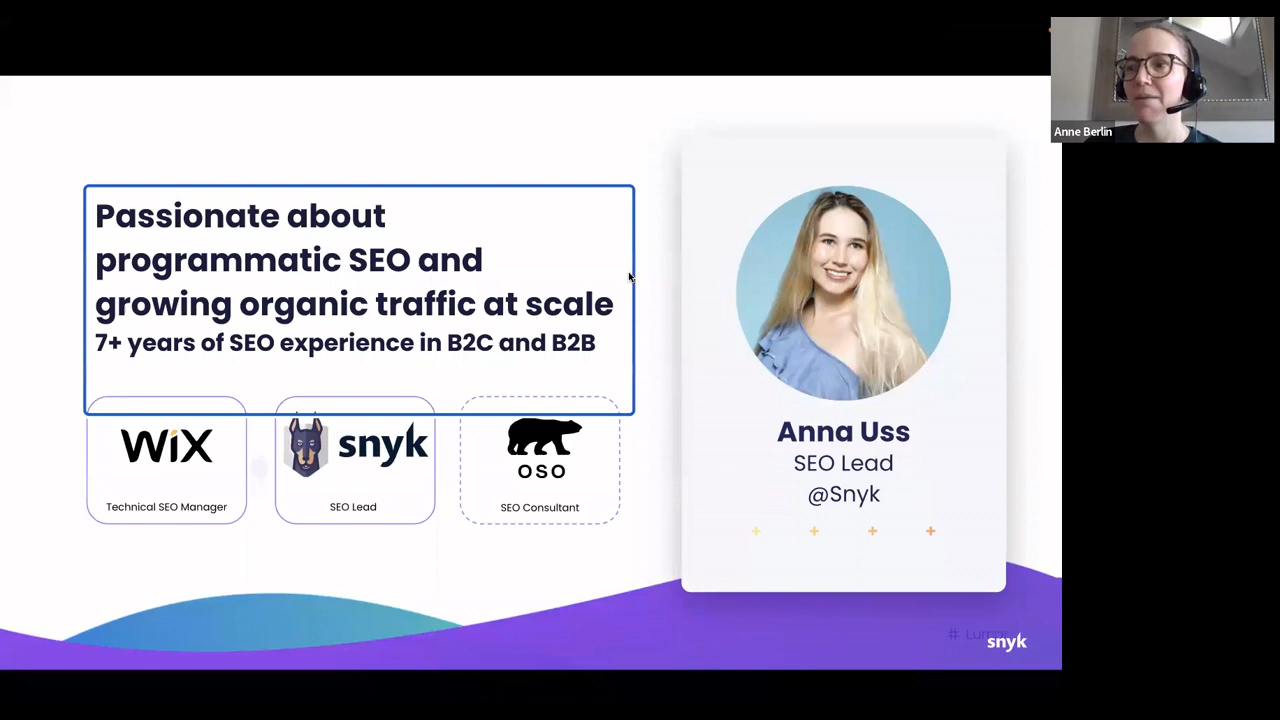 Passionate about
programmatic SEO and
growing organic traffic at scale
7+ years of SEO experience in B2C and B2B
WiX
Technical SEO Manager
snyk
SEO Lead
OSO
SEO Consultant
Anna Uss
SEO Lead
@Snyk
#
snyk
Anne Berlin